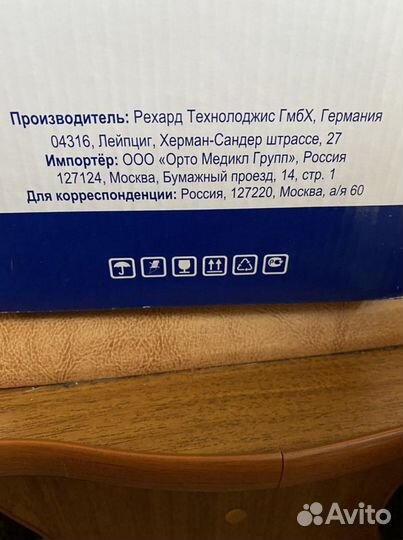 Производитель: Рехард Технолоджис ГмбХ, Германия
04316, Лейпциг, Херман-Сандер штрассе, 27
Импортёр: ООО «Орто Медикл Групп», Россия
127124, Москва, Бумажный проезд, 14, стр. 1
Для корреспонденции: Россия, 127220, Москва, а/я 60
Avito